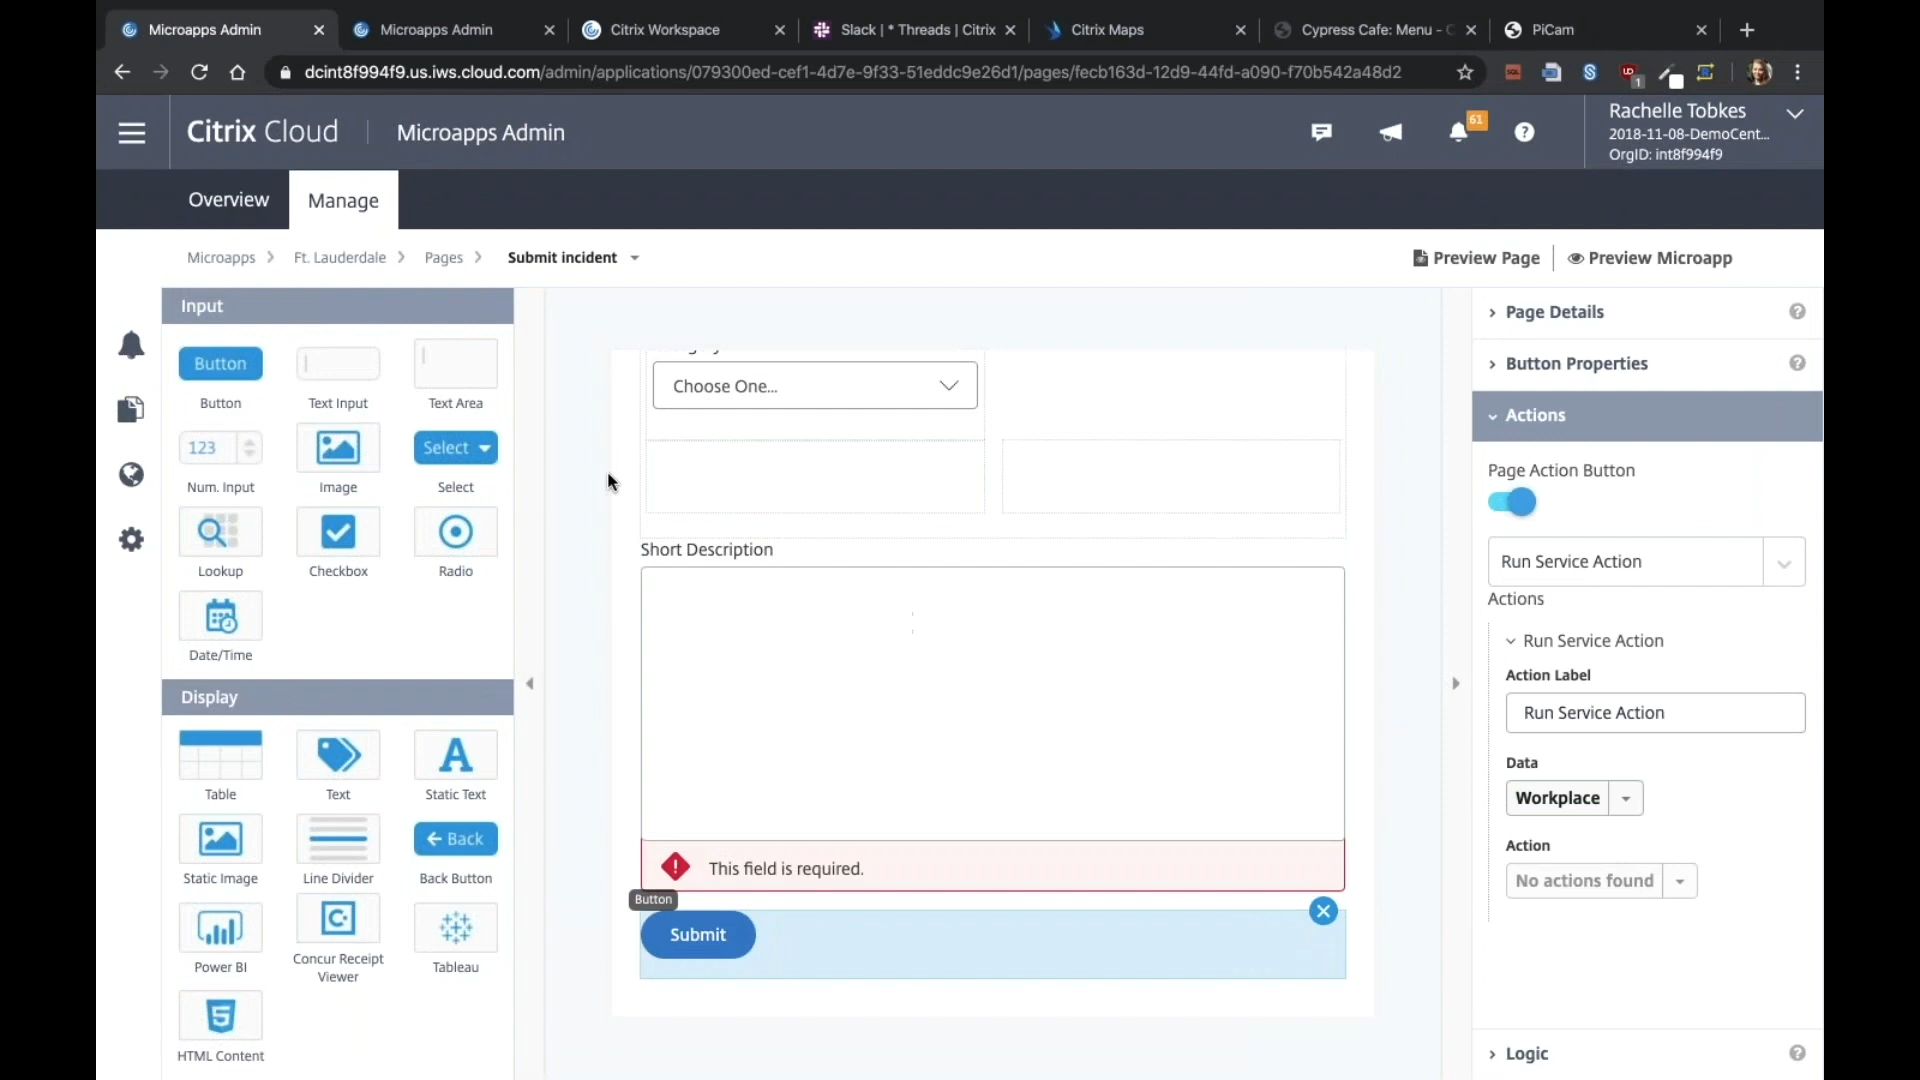 Microapps Admin
Microapps Admin
Citrix Workspace
Slack | * Threads | Citrix
Citrix Maps
Cypress Cafe: Menu - C
PiCam
dcint8f994f9.us.iws.cloud.com/admin/applications/079300ed-cef1-4d7e-9f33-51eddc9e26d1/pages/fecb163d-12d9-44fd-a090-f70b542a48d2
Citrix Cloud
Microapps Admin
61
Rachelle Tobkes
2018-11-08-DemoCent...
OrgID: int8f994f9
Overview
Manage
Microapps
Ft. Lauderdale
Pages
Submit incident
Preview Page
Preview Microapp
Input
Button
Button
Text Input
Text Area
123
Num. Input
Image
Select
Select
Lookup
Checkbox
Radio
Date/Time
Display
Table
Text
A
Static Text
Static Image
Line Divider
Back
Back Button
Power BI
Concur Receipt
Viewer
Tableau
HTML Content
Choose One...
Short Description
This field is required.
Button
Submit
Page Details
Button Properties
Actions
Page Action Button
Run Service Action
Actions
Run Service Action
Action Label
Run Service Action
Data
Workplace
Action
No actions found
Logic